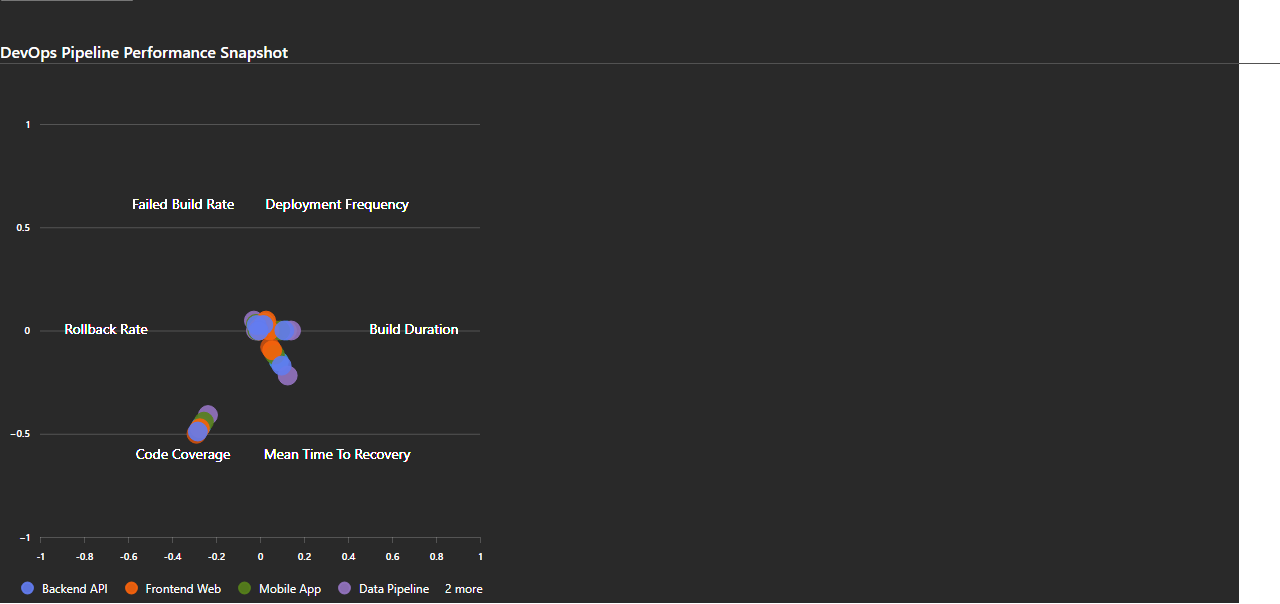 DevOps Pipeline Performance Snapshot
1
Failed Build Rate Deployment Frequency
0.5
0 Rollback Rate Build Duration
−0.5
Code Coverage Mean Time To Recovery
−1
-1 -0.8 -0.6 -0.4 -0.2 0 0.2 0.4 0.6 0.8 1
Backend API Frontend Web Mobile App Data Pipeline 2 more